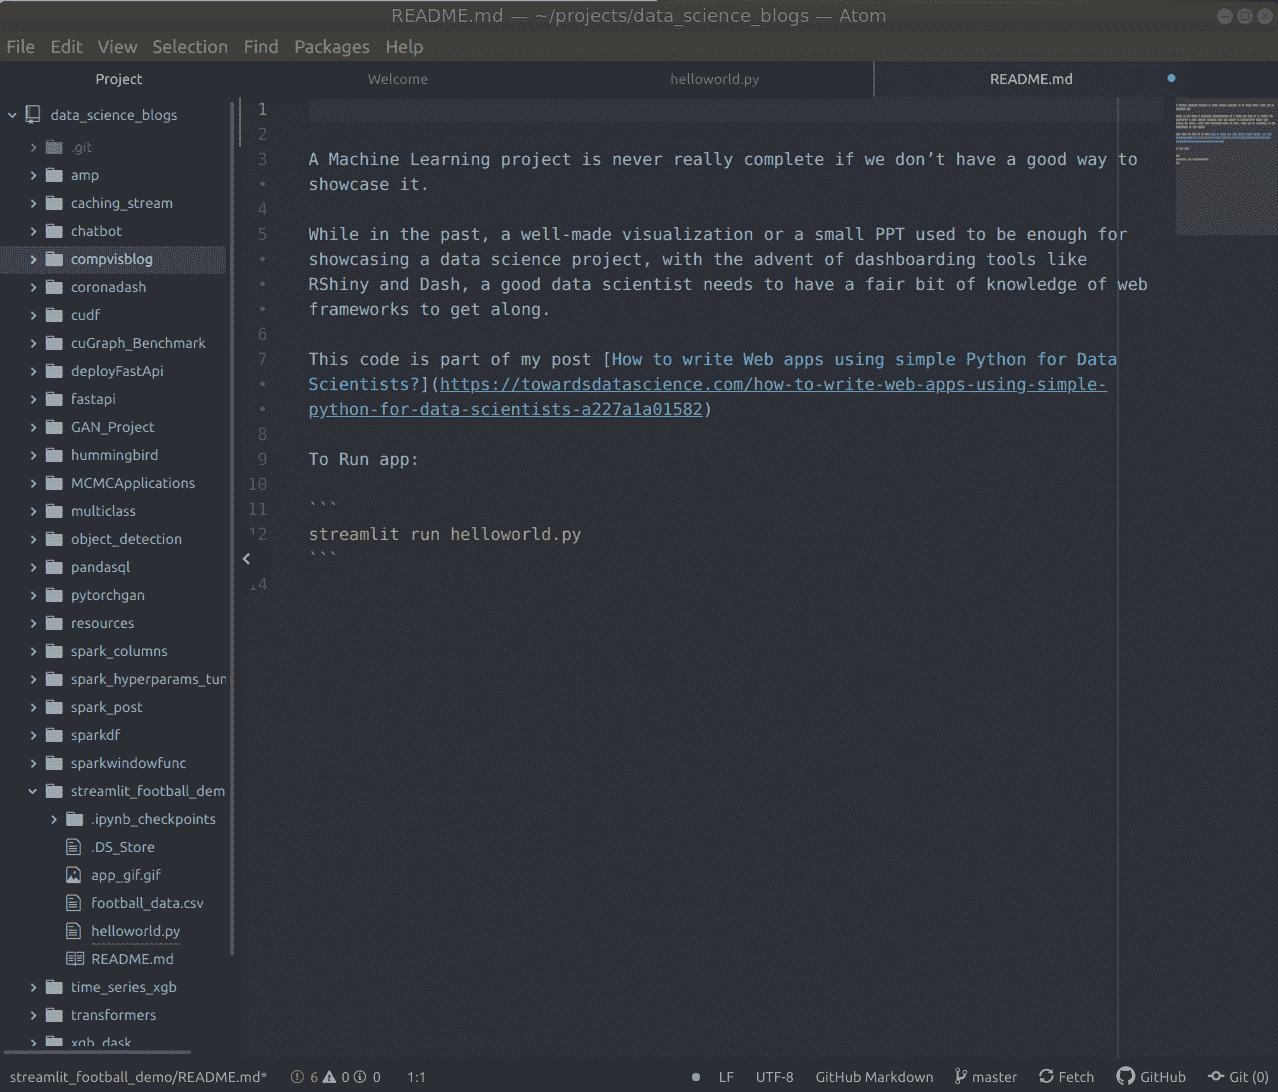 README.md — ~/projects/data_science_blogs — Atom
File Edit View Selection Find Packages Help
Project
Welcome
helloworld.py
README.md
data_science_blogs
.git
amp
caching_stream
chatbot
compvisblog
coronadash
cudf
cuGraph_Benchmark
deployFastApi
fastapi
GAN_Project
hummingbird
MCMCApplications
multiclass
object_detection
pandasql
pytorchgan
resources
spark_columns
spark_hyperparams_tun
spark_post
sparkdf
sparkwindowfunc
streamlit_football_dem
.ipynb_checkpoints
.DS_Store
app_gif.gif
football_data.csv
helloworld.py
README.md
time_series_xgb
transformers
xgb_dask
1
2
3 A Machine Learning project is never really complete if we don’t have a good way to
• showcase it.
4
5 While in the past, a well-made visualization or a small PPT used to be enough for
• showcasing a data science project, with the advent of dashboarding tools like
• RShiny and Dash, a good data scientist needs to have a fair bit of knowledge of web
• frameworks to get along.
6
7 This code is part of my post [How to write Web apps using simple Python for Data
• Scientists?](https://towardsdatascience.com/how-to-write-web-apps-using-simple-
• python-for-data-scientists-a227a1a01582)
8
9 To Run app:
10
11 ```
12 streamlit run helloworld.py
```
14
streamlit_football_demo/README.md* 6 0 0 1:1 LF UTF-8 GitHub Markdown master Fetch GitHub Git (0)